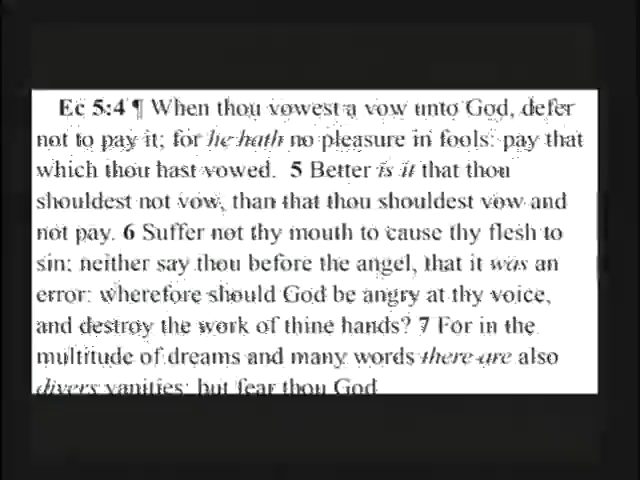 Ec 5:4 ¶ When thou vowest a vow unto God, defer
not to pay it; for he hath no pleasure in fools: pay that
which thou hast vowed. 5 Better is it that thou
shouldest not vow, than that thou shouldest vow and
not pay. 6 Suffer not thy mouth to cause thy flesh to
sin; neither say thou before the angel, that it was an
error: wherefore should God be angry at thy voice,
and destroy the work of thine hands? 7 For in the
multitude of dreams and many words there are also
divers vanities: but fear thou God